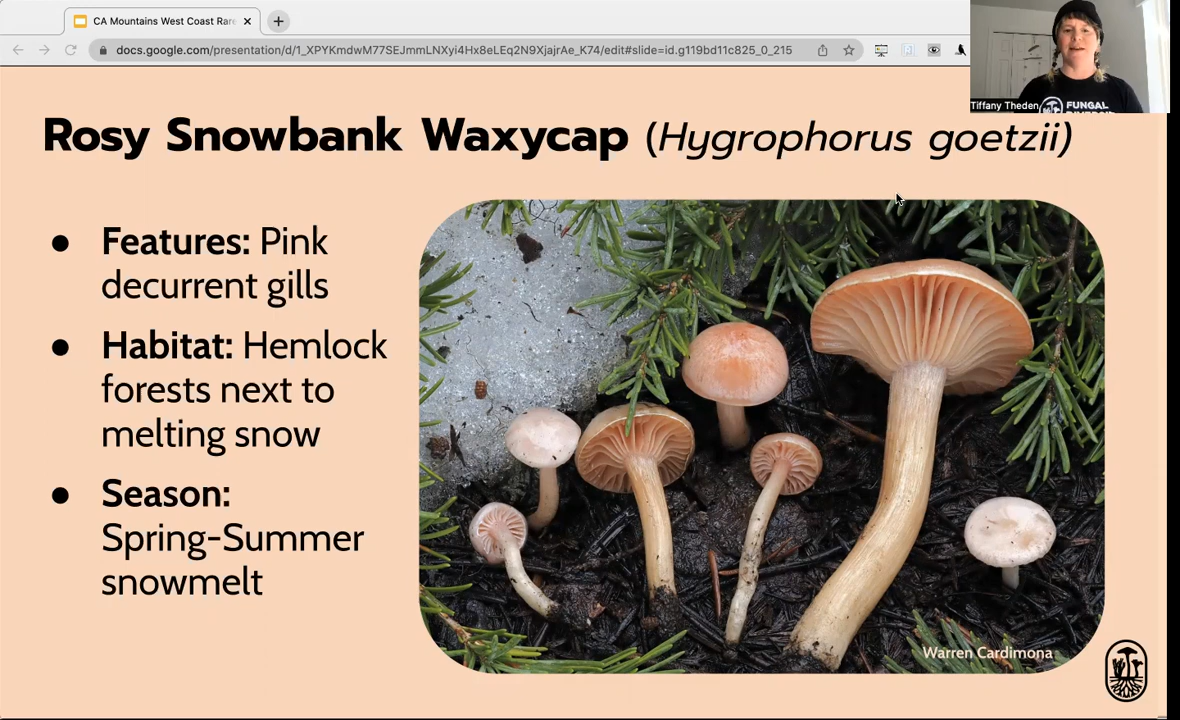 CA Mountains West Coast Rare
docs.google.com/presentation/d/1_XPYKmdwM77SEJmmLNXyi4Hx8eLEq2N9XjajrAe_K74/edit#slide=id.g119bd11c825_0_215
Tiffany Theden
FUNGAL
Rosy Snowbank Waxycap (Hygrophorus goetzii)
● Features: Pink
decurrent gills
● Habitat: Hemlock
forests next to
melting snow
● Season:
Spring-Summer
snowmelt
Warren Cardimona